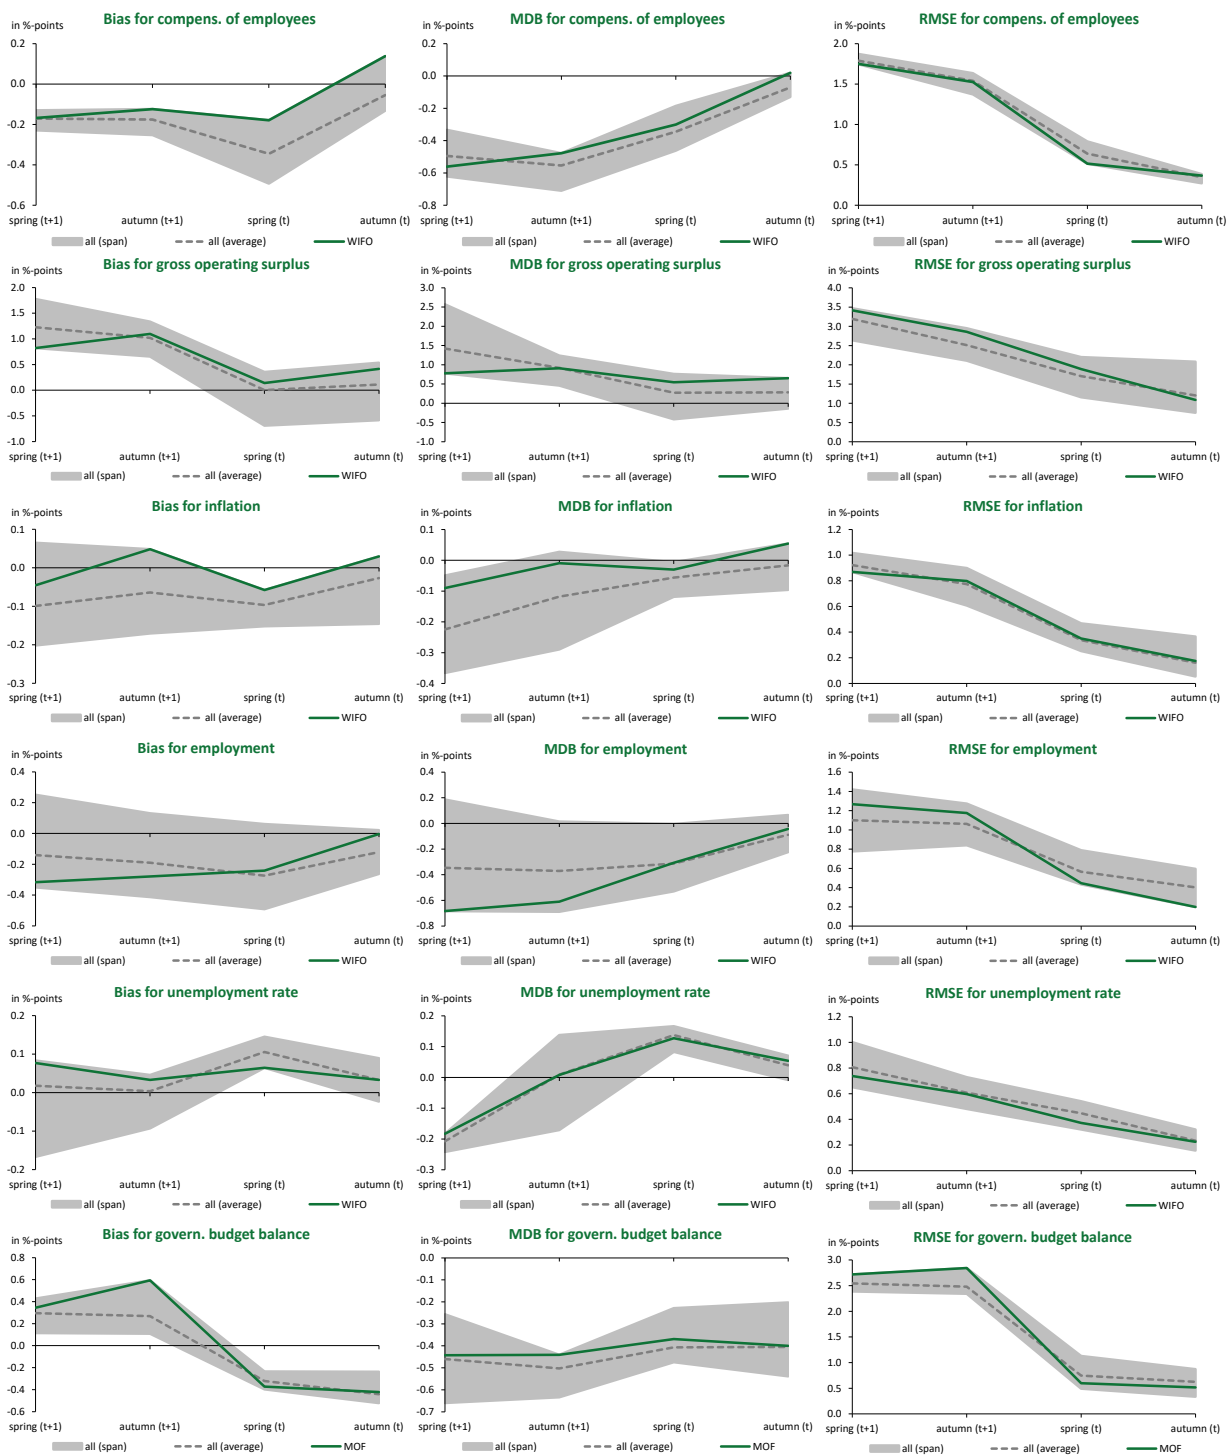 Bias for compens. of employees
in %-points
0.2
0.0
-0.2
-0.4
-0.6
spring (t+1) autumn (t+1) spring (t) autumn (t)
all (span) all (average) WIFO
MDB for compens. of employees
in %-points
0.2
0.0
-0.2
-0.4
-0.6
-0.8
spring (t+1) autumn (t+1) spring (t) autumn (t)
all (span) all (average) WIFO
RMSE for compens. of employees
in %-points
2.0
1.5
1.0
0.5
0.0
spring (t+1) autumn (t+1) spring (t) autumn (t)
all (span) all (average) WIFO
Bias for gross operating surplus
in %-points
2.0
1.5
1.0
0.5
0.0
-0.5
-1.0
spring (t+1) autumn (t+1) spring (t) autumn (t)
all (span) all (average) WIFO
MDB for gross operating surplus
in %-points
3.0
2.5
2.0
1.5
1.0
0.5
0.0
-0.5
-1.0
spring (t+1) autumn (t+1) spring (t) autumn (t)
all (span) all (average) WIFO
RMSE for gross operating surplus
in %-points
4.0
3.5
3.0
2.5
2.0
1.5
1.0
0.5
0.0
spring (t+1) autumn (t+1) spring (t) autumn (t)
all (span) all (average) WIFO
Bias for inflation
in %-points
0.1
0.0
-0.1
-0.2
-0.3
spring (t+1) autumn (t+1) spring (t) autumn (t)
all (span) all (average) WIFO
MDB for inflation
in %-points
0.1
0.0
-0.1
-0.2
-0.3
-0.4
spring (t+1) autumn (t+1) spring (t) autumn (t)
all (span) all (average) WIFO
RMSE for inflation
in %-points
1.2
1.0
0.8
0.6
0.4
0.2
0.0
spring (t+1) autumn (t+1) spring (t) autumn (t)
all (span) all (average) WIFO
Bias for employment
in %-points
0.4
0.2
0.0
-0.2
-0.4
-0.6
spring (t+1) autumn (t+1) spring (t) autumn (t)
all (span) all (average) WIFO
MDB for employment
in %-points
0.4
0.2
0.0
-0.2
-0.4
-0.6
-0.8
spring (t+1) autumn (t+1) spring (t) autumn (t)
all (span) all (average) WIFO
RMSE for employment
in %-points
1.6
1.4
1.2
1.0
0.8
0.6
0.4
0.2
0.0
spring (t+1) autumn (t+1) spring (t) autumn (t)
all (span) all (average) WIFO
Bias for unemployment rate
in %-points
0.2
0.1
0.0
-0.1
-0.2
spring (t+1) autumn (t+1) spring (t) autumn (t)
all (span) all (average) WIFO
MDB for unemployment rate
in %-points
0.2
0.1
0.0
-0.1
-0.2
-0.3
spring (t+1) autumn (t+1) spring (t) autumn (t)
all (span) all (average) WIFO
RMSE for unemployment rate
in %-points
1.2
1.0
0.8
0.6
0.4
0.2
0.0
spring (t+1) autumn (t+1) spring (t) autumn (t)
all (span) all (average) WIFO
Bias for govern. budget balance
in %-points
0.8
0.6
0.4
0.2
0.0
-0.2
-0.4
-0.6
spring (t+1) autumn (t+1) spring (t) autumn (t)
all (span) all (average) MOF
MDB for govern. budget balance
in %-points
0.0
-0.1
-0.2
-0.3
-0.4
-0.5
-0.6
-0.7
spring (t+1) autumn (t+1) spring (t) autumn (t)
all (span) all (average) MOF
RMSE for govern. budget balance
in %-points
3.0
2.5
2.0
1.5
1.0
0.5
0.0
spring (t+1) autumn (t+1) spring (t) autumn (t)
all (span) all (average) MOF